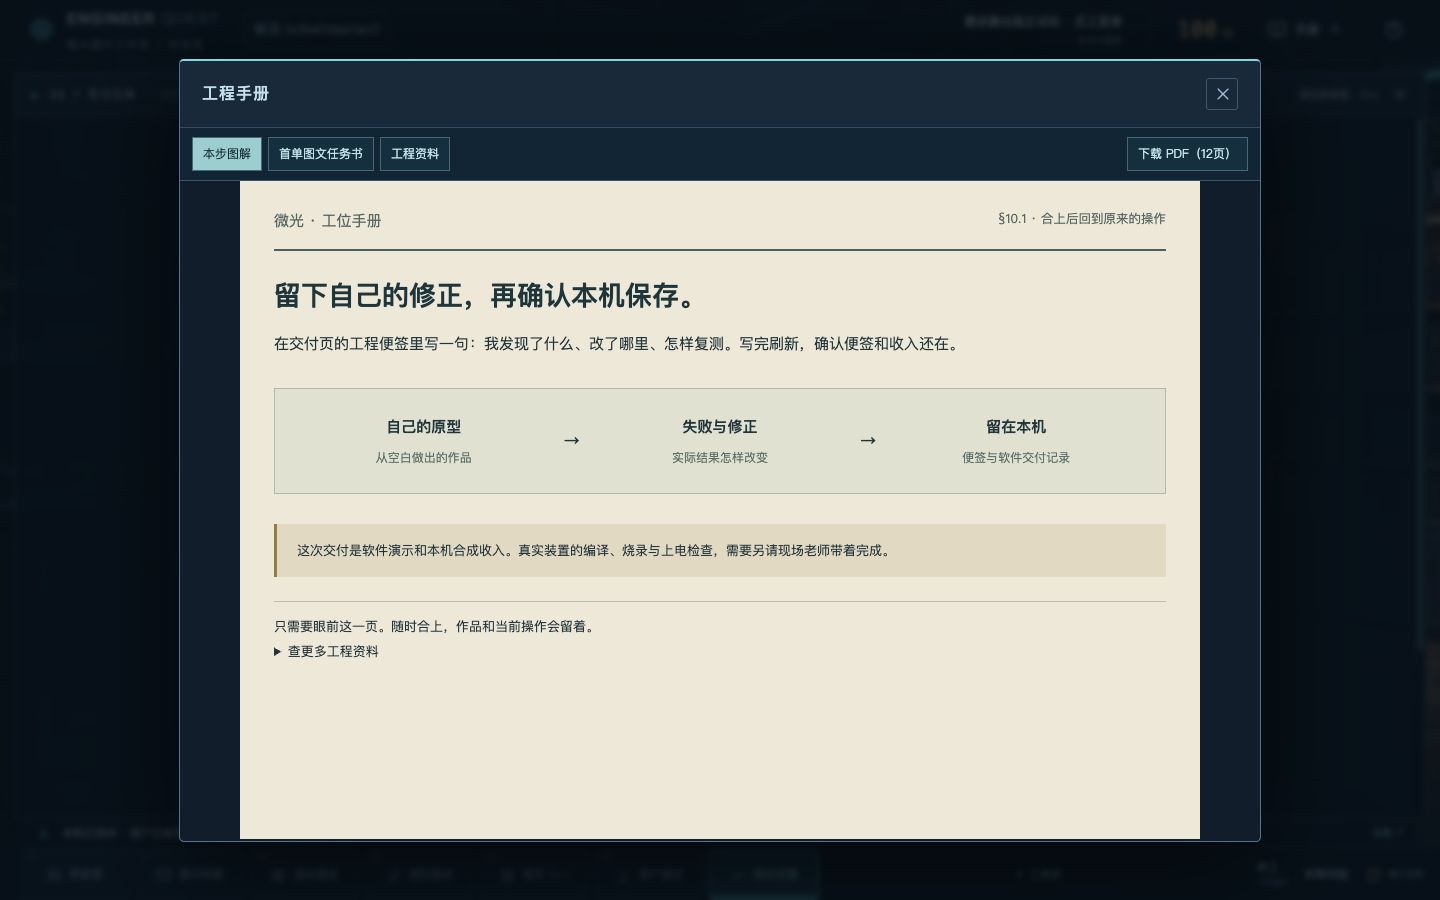 ENGINEER QUEST
100
工程手册
本步图解
首单图文任务书
工程资料
下载 PDF（12页）
微光 · 工位手册
§10.1 · 合上后回到原来的操作
留下自己的修正，再确认本机保存。
在交付页的工程便签里写一句：我发现了什么、改了哪里、怎样复测。写完刷新，确认便签和收入还在。
自己的原型
从空白做出的作品
→
失败与修正
实际结果怎样改变
→
留在本机
便签与软件交付记录
这次交付是软件演示和本机合成收入。真实装置的编译、烧录与上电检查，需要另请现场老师带着完成。
只需要眼前这一页。随时合上，作品和当前操作会留着。
▶ 查更多工程资料